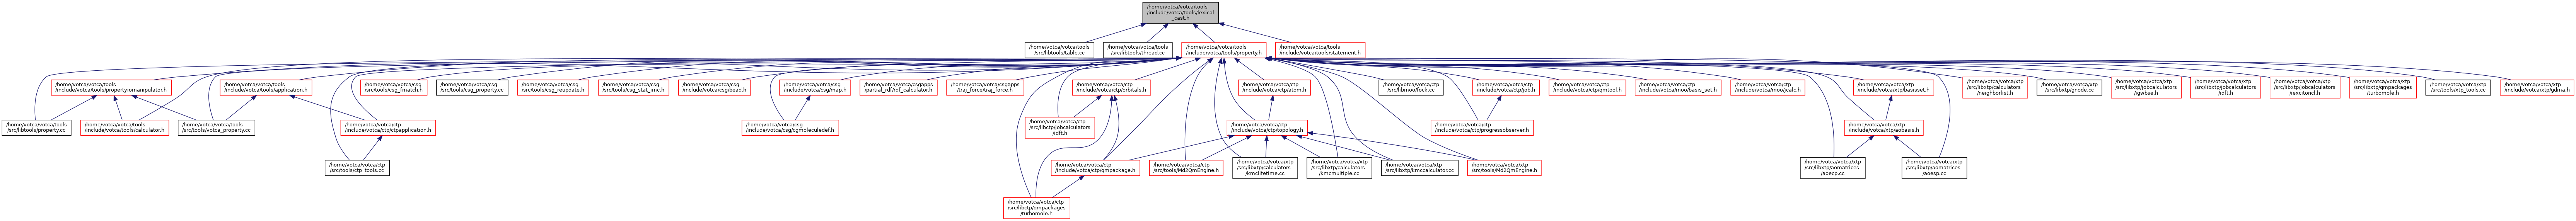 /home/votca/votca/tools
/include/votca/tools/lexical
_cast.h
/home/votca/votca/tools
/src/libtools/table.cc
/home/votca/votca/tools
/src/libtools/thread.cc
/home/votca/votca/tools
/include/votca/tools/property.h
/home/votca/votca/tools
/include/votca/tools/statement.h
/home/votca/votca/tools
/include/votca/tools/propertyiomanipulator.h
/home/votca/votca/tools
/include/votca/tools/application.h
/home/votca/votca/csg
/src/tools/csg_fmatch.h
/home/votca/votca/csg
/src/tools/csg_property.cc
/home/votca/votca/csg
/src/tools/csg_reupdate.h
/home/votca/votca/csg
/src/tools/csg_stat_imc.h
/home/votca/votca/csg
/include/votca/csg/bead.h
/home/votca/votca/csg
/include/votca/csg/map.h
/home/votca/votca/csgapps
/partial_rdf/rdf_calculator.h
/home/votca/votca/csgapps
/traj_force/traj_force.h
/home/votca/votca/ctp
/include/votca/ctp/orbitals.h
/home/votca/votca/ctp
/include/votca/ctp/atom.h
/home/votca/votca/ctp
/src/libmoo/fock.cc
/home/votca/votca/ctp
/include/votca/ctp/job.h
/home/votca/votca/ctp
/include/votca/ctp/qmtool.h
/home/votca/votca/ctp
/include/votca/moo/basis_set.h
/home/votca/votca/ctp
/include/votca/moo/jcalc.h
/home/votca/votca/xtp
/include/votca/xtp/basisset.h
/home/votca/votca/xtp
/src/libxtp/calculators
/neighborlist.h
/home/votca/votca/xtp
/src/libxtp/gnode.cc
/home/votca/votca/xtp
/src/libxtp/jobcalculators
/gwbse.h
/home/votca/votca/xtp
/src/libxtp/jobcalculators
/idft.h
/home/votca/votca/xtp
/src/libxtp/jobcalculators
/iexcitoncl.h
/home/votca/votca/xtp
/src/libxtp/qmpackages
/turbomole.h
/home/votca/votca/xtp
/src/tools/xtp_tools.cc
/home/votca/votca/xtp
/include/votca/xtp/gdma.h
/home/votca/votca/tools
/src/libtools/property.cc
/home/votca/votca/tools
/include/votca/tools/calculator.h
/home/votca/votca/tools
/src/tools/votca_property.cc
/home/votca/votca/ctp
/include/votca/ctp/ctpapplication.h
/home/votca/votca/csg
/include/votca/csg/cgmoleculedef.h
/home/votca/votca/ctp
/src/libctp/jobcalculators
/idft.h
/home/votca/votca/ctp
/include/votca/ctp/topology.h
/home/votca/votca/ctp
/include/votca/ctp/progressobserver.h
/home/votca/votca/xtp
/include/votca/xtp/aobasis.h
/home/votca/votca/ctp
/src/tools/ctp_tools.cc
/home/votca/votca/ctp
/include/votca/ctp/qmpackage.h
/home/votca/votca/ctp
/src/tools/Md2QmEngine.h
/home/votca/votca/xtp
/src/libxtp/calculators
/kmclifetime.cc
/home/votca/votca/xtp
/src/libxtp/calculators
/kmcmultiple.cc
/home/votca/votca/xtp
/src/libxtp/kmccalculator.cc
/home/votca/votca/xtp
/src/tools/Md2QmEngine.h
/home/votca/votca/xtp
/src/libxtp/aomatrices
/aoecp.cc
/home/votca/votca/xtp
/src/libxtp/aomatrices
/aoesp.cc
/home/votca/votca/ctp
/src/libctp/qmpackages
/turbomole.h